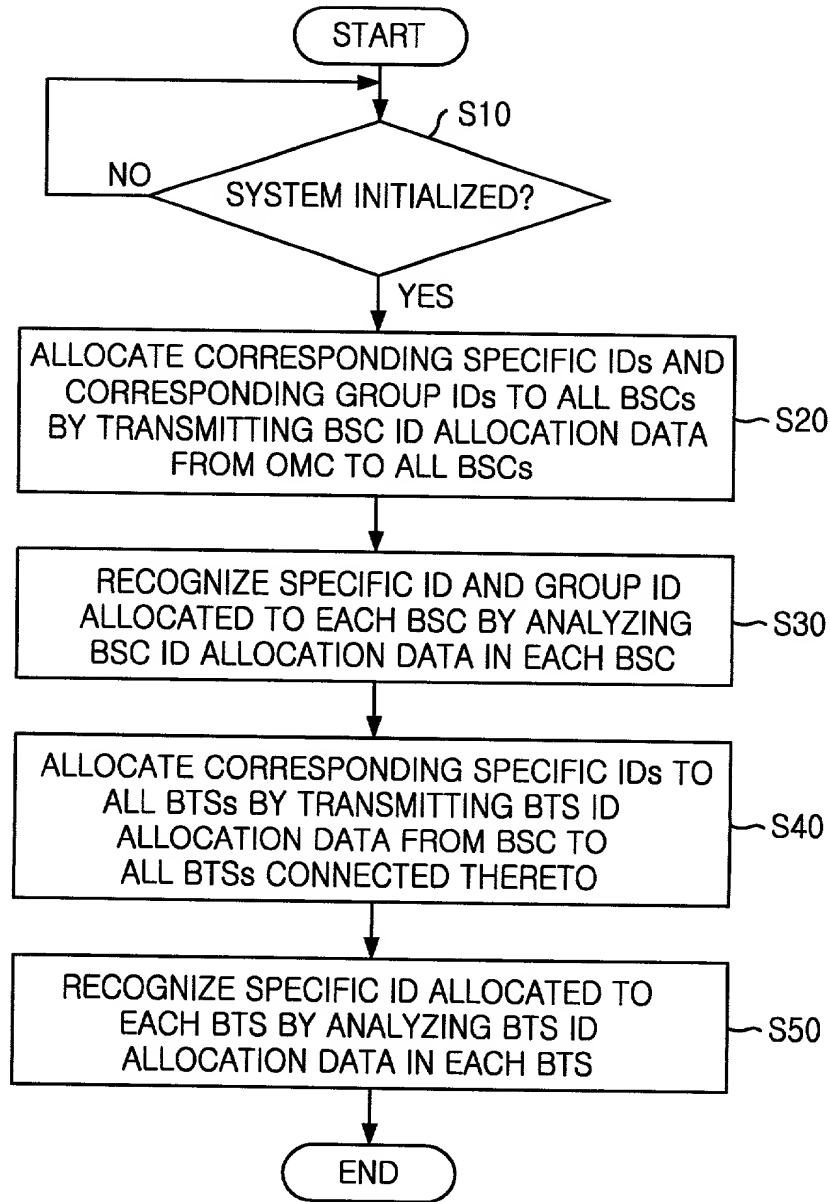 START
S10
NO
SYSTEM INITIALIZED?
YES
ALLOCATE CORRESPONDING SPECIFIC IDs AND
CORRESPONDING GROUP IDs TO ALL BSCs
BY TRANSMITTING BSC ID ALLOCATION DATA
FROM OMC TO ALL BSCs
S20
RECOGNIZE SPECIFIC ID AND GROUP ID
ALLOCATED TO EACH BSC BY ANALYZING
BSC ID ALLOCATION DATA IN EACH BSC
S30
ALLOCATE CORRESPONDING SPECIFIC IDs TO
ALL BTSs BY TRANSMITTING BTS ID
ALLOCATION DATA FROM BSC TO
ALL BTSs CONNECTED THERETO
S40
RECOGNIZE SPECIFIC ID ALLOCATED TO
EACH BTS BY ANALYZING BTS ID
ALLOCATION DATA IN EACH BTS
S50
END